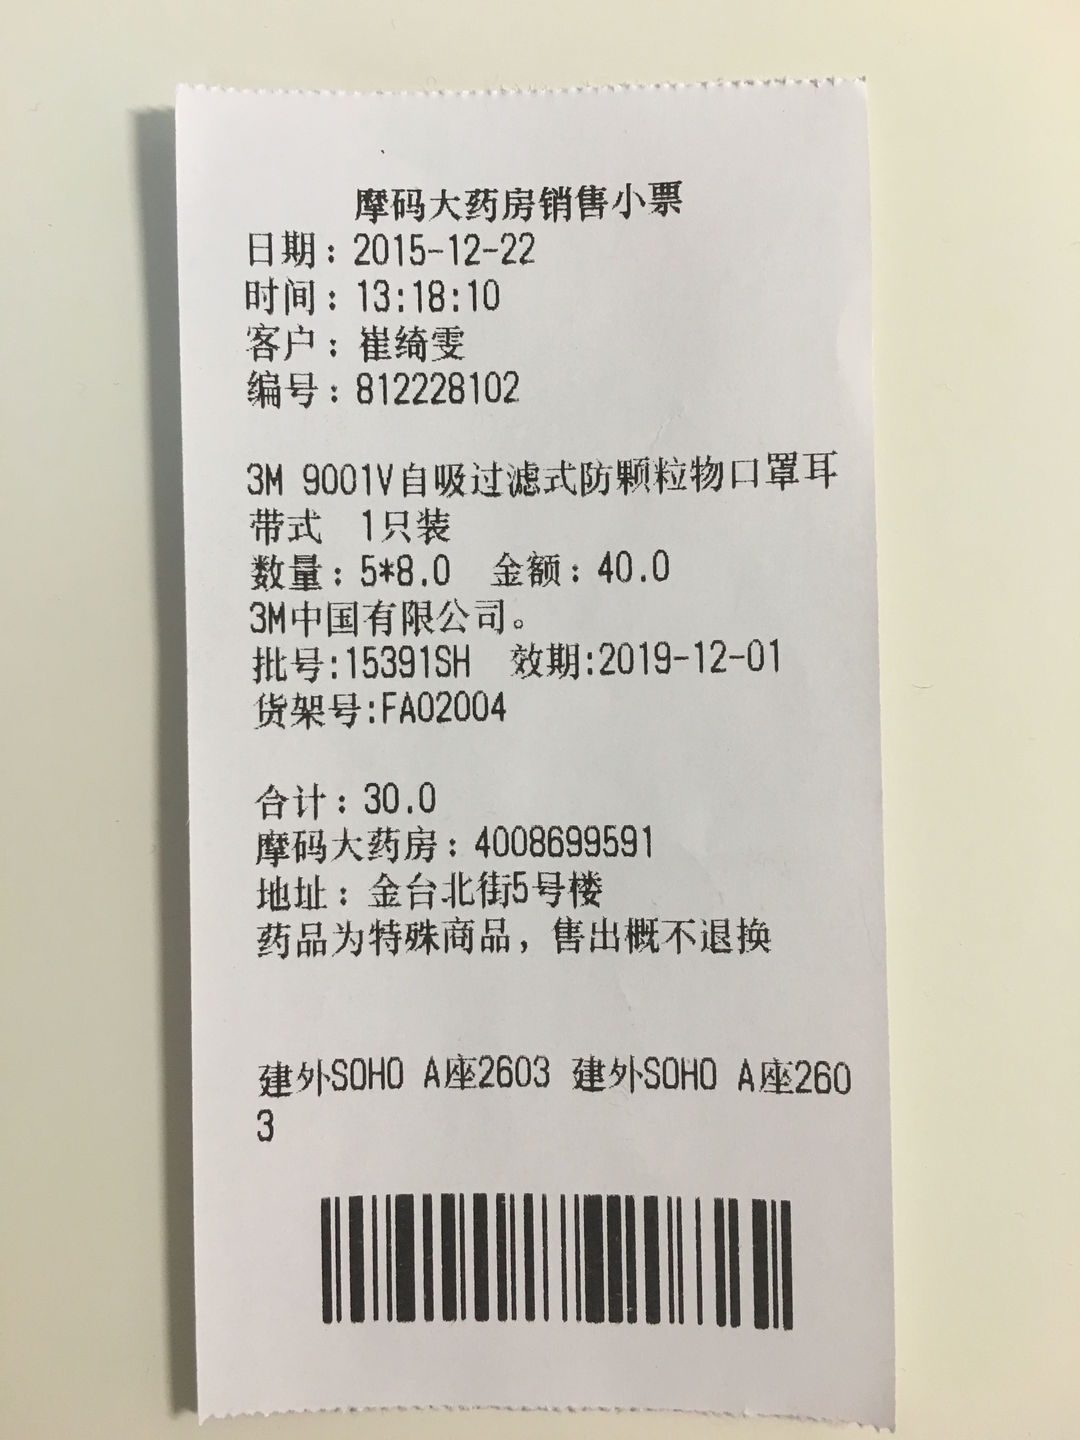 摩码大药房销售小票
日期：2015-12-22
时间：13:18:10
客户：崔绮雯
编号：812228102
3M 9001V自吸过滤式防颗粒物口罩耳
带式 1只装
数量：5*8.0 金额：40.0
3M中国有限公司。
批号:15391SH 效期:2019-12-01
货架号:FA02004
合计：30.0
摩码大药房：4008699591
地址：金台北街5号楼
药品为特殊商品，售出概不退换
建外SOHO A座2603 建外SOHO A座260
3